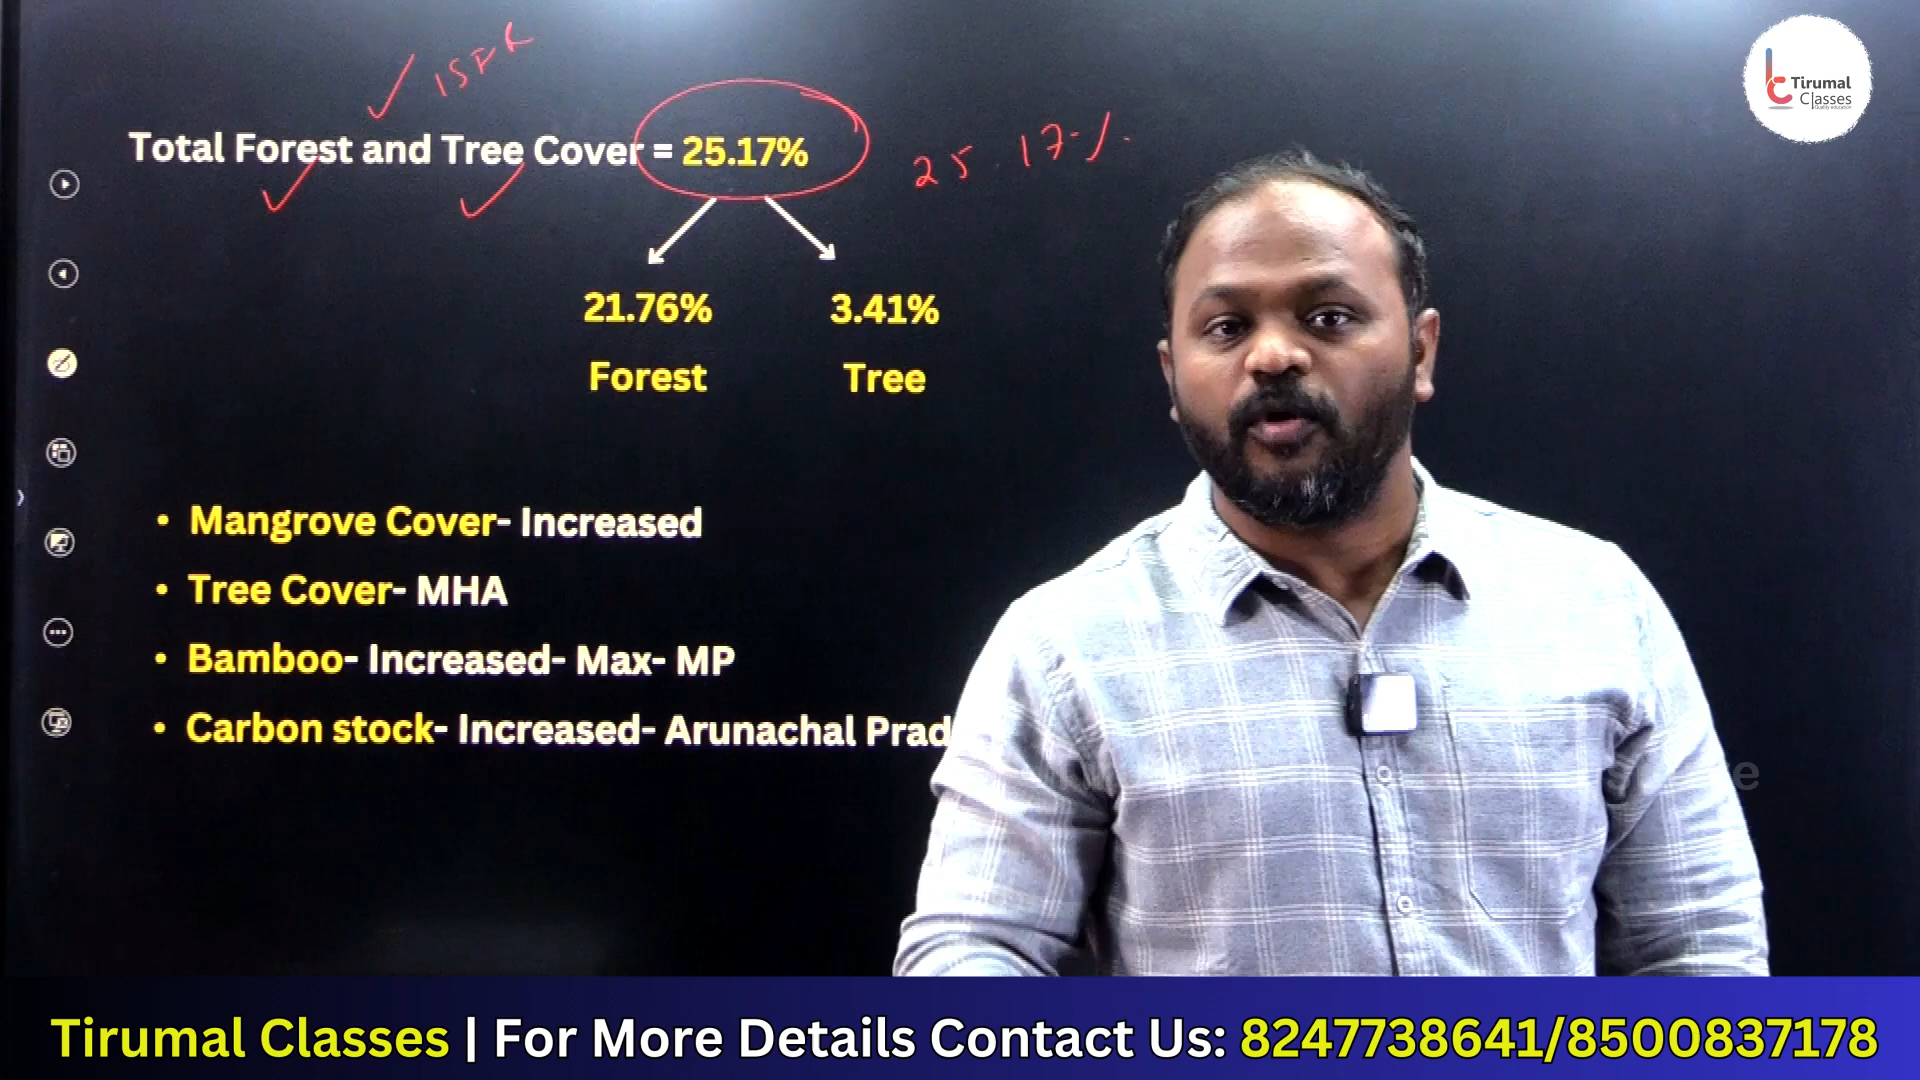 ISFR
Tirumal
Classes
Quality education
Total Forest and Tree Cover = 25.17%
25.17%
21.76% 3.41%
Forest Tree
• Mangrove Cover- Increased
• Tree Cover- MHA
• Bamboo- Increased- Max- MP
• Carbon stock- Increased- Arunachal Prad
Tirumal Classes | For More Details Contact Us: 8247738641/8500837178